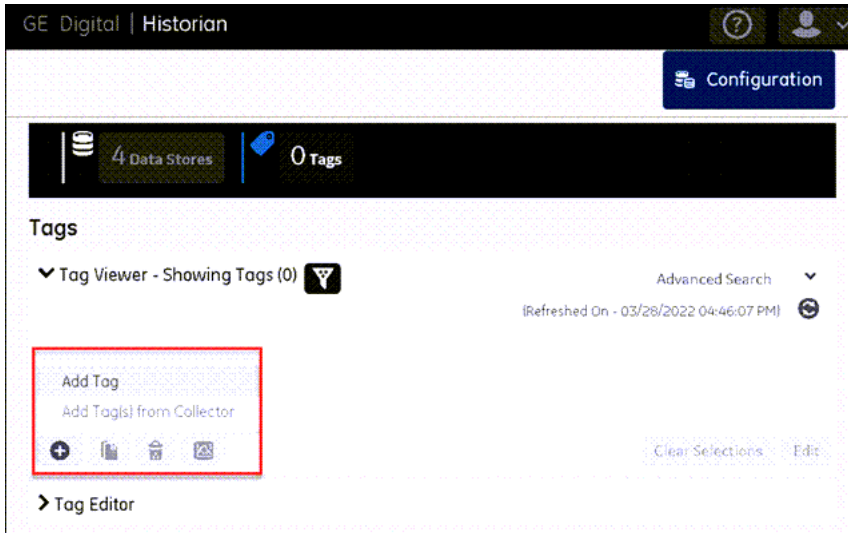 GE Digital | Historian
Configuration
4 Data Stores
0 Tags
Tags
Tag Viewer - Showing Tags (0)
Advanced Search
(Refreshed On - 03/28/2022 04:46:07 PM)
Add Tag
Add Tag(s) from Collector
Clear Selections
Edit
Tag Editor